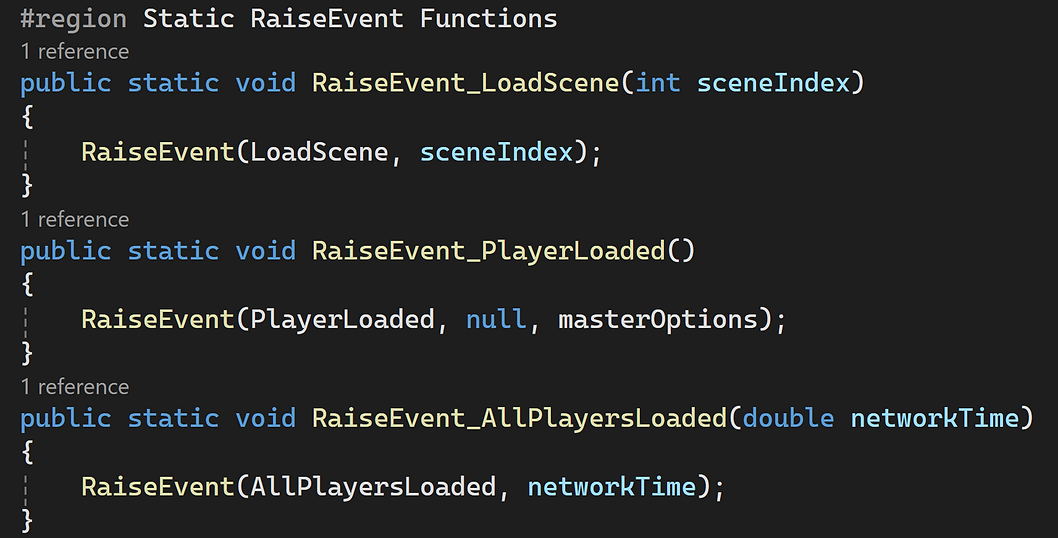 #region Static RaiseEvent Functions
1 reference
public static void RaiseEvent_LoadScene(int sceneIndex)
{
    RaiseEvent(LoadScene, sceneIndex);
}
1 reference
public static void RaiseEvent_PlayerLoaded()
{
    RaiseEvent(PlayerLoaded, null, masterOptions);
}
1 reference
public static void RaiseEvent_AllPlayersLoaded(double networkTime)
{
    RaiseEvent(AllPlayersLoaded, networkTime);
}